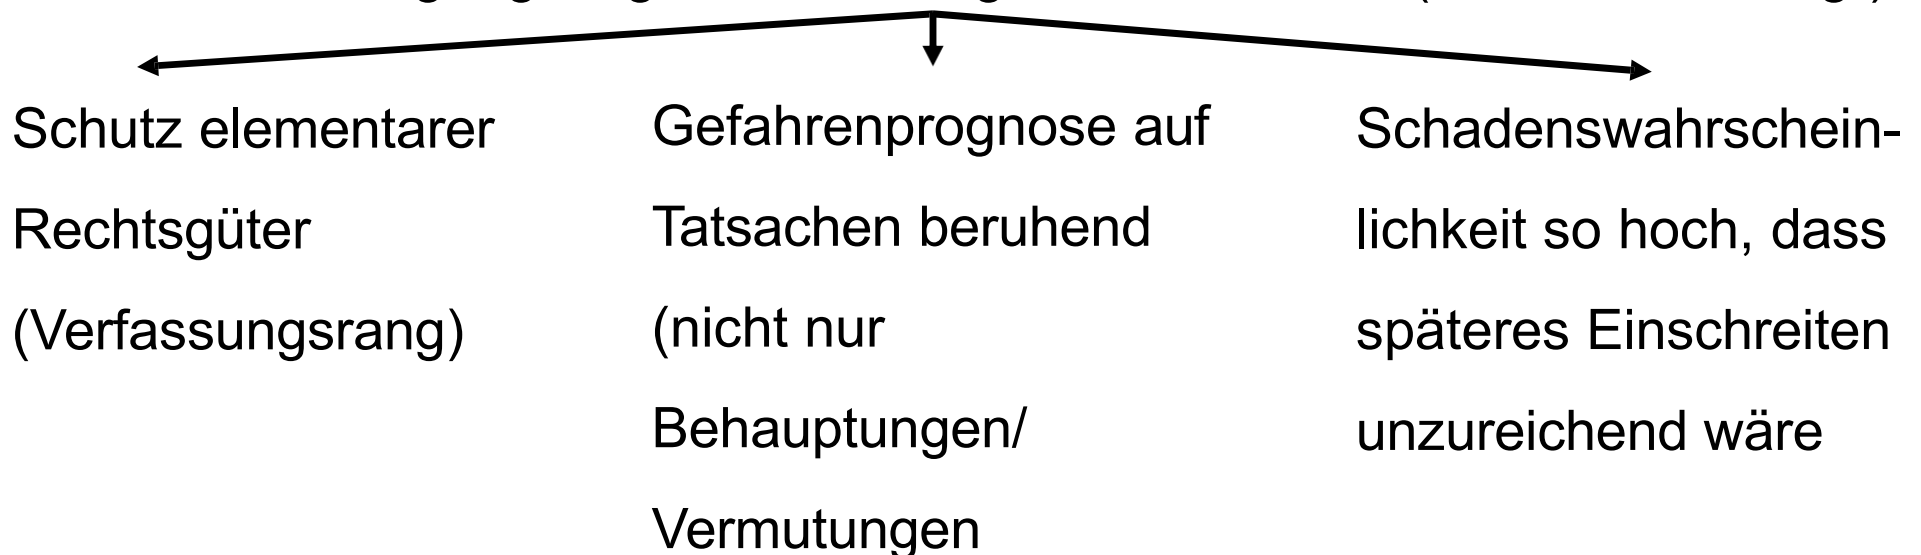 Schutz elementarer
Rechtsgüter
(Verfassungsrang)
Gefahrenprognose auf
Tatsachen beruhend
(nicht nur
Behauptungen/
Vermutungen
Schadenswahrschein-
lichkeit so hoch, dass
späteres Einschreiten
unzureichend wäre